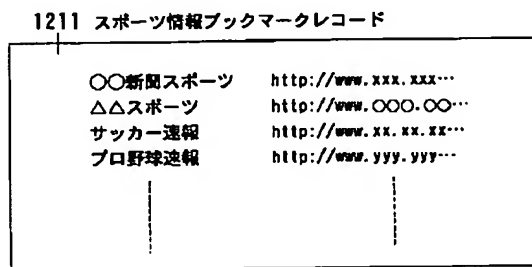 1211 スポーツ情報ブックマークレコード
○○新聞スポーツ http://www.xxx.xxx…
△△スポーツ http://www.○○○.○○…
サッカー速報 http://www.xx.xx.xx…
プロ野球速報 http://www.yyy.yyy…